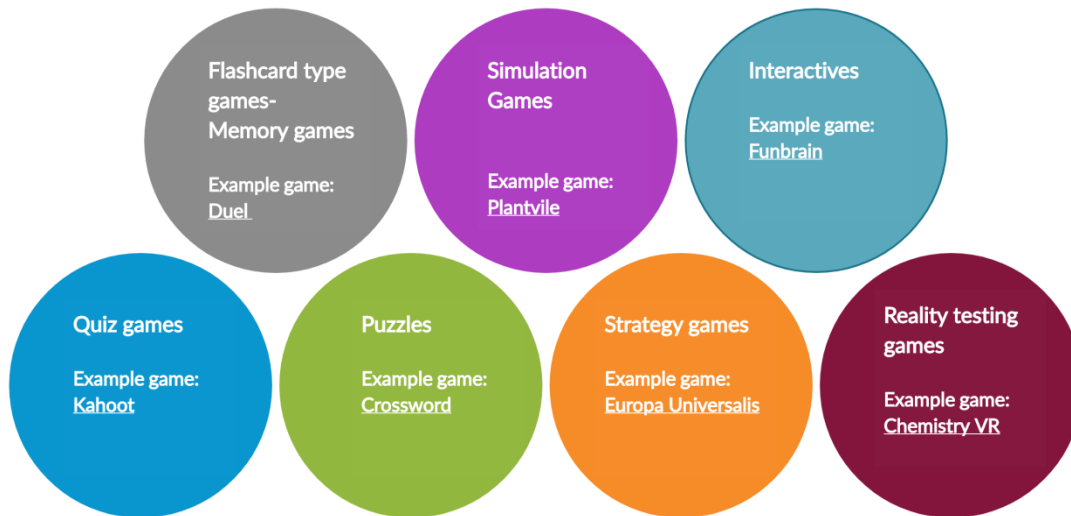 Flashcard type
games-
Memory games
Example game:
Duel
Simulation
Games
Example game:
Plantvile
Interactives
Example game:
Funbrain
Quiz games
Example game:
Kahoot
Puzzles
Example game:
Crossword
Strategy games
Example game:
Europa Universalis
Reality testing
games
Example game:
Chemistry VR